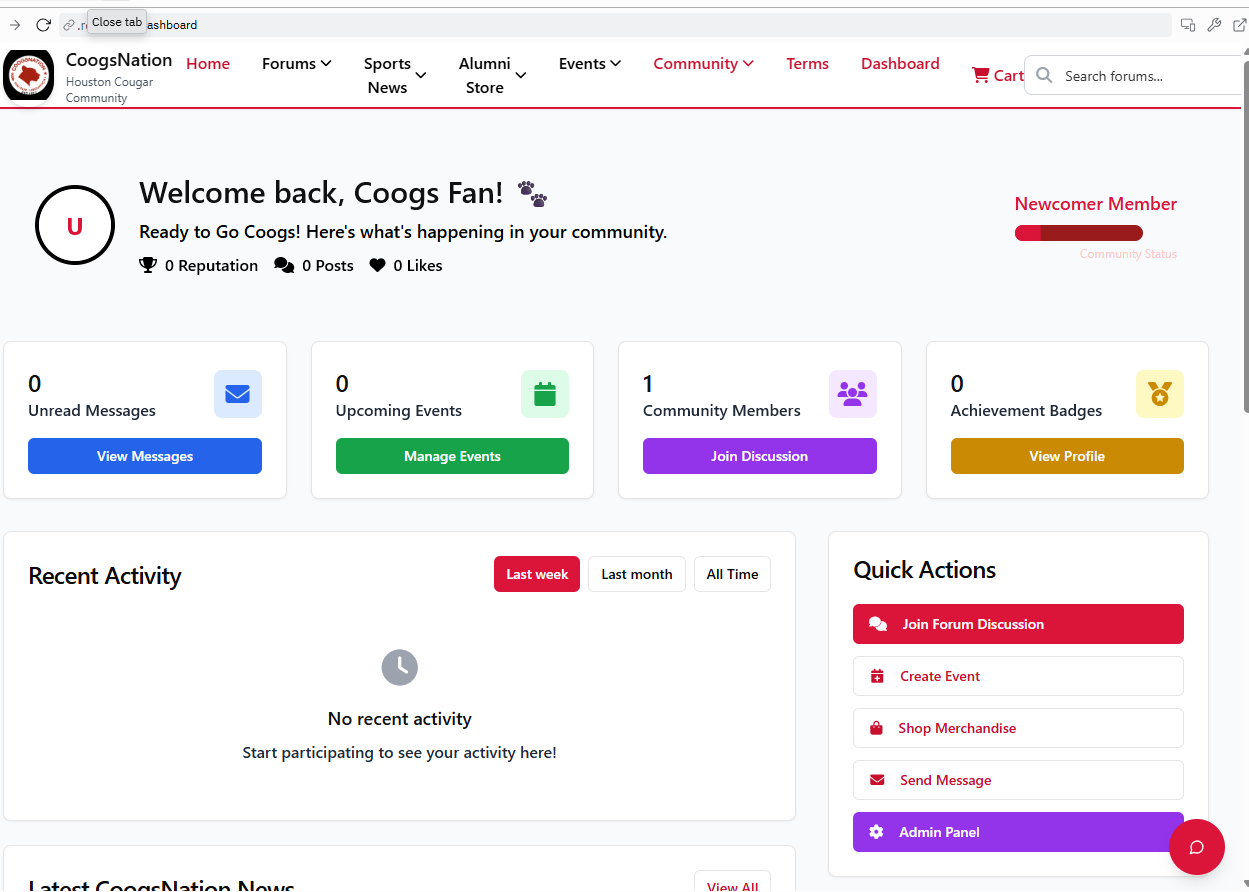 Close tab
ashboard
CoogsNation
Houston Cougar
Community
Home
Forums
Sports
News
Alumni
Store
Events
Community
Terms
Dashboard
Cart
Search forums...
U
Welcome back, Coogs Fan!
Ready to Go Coogs! Here's what's happening in your community.
0 Reputation
0 Posts
0 Likes
Newcomer Member
Community Status
0
Unread Messages
View Messages
0
Upcoming Events
Manage Events
1
Community Members
Join Discussion
0
Achievement Badges
View Profile
Recent Activity
Last week
Last month
All Time
No recent activity
Start participating to see your activity here!
Quick Actions
Join Forum Discussion
Create Event
Shop Merchandise
Send Message
Admin Panel
Latest CoogsNation News
View All